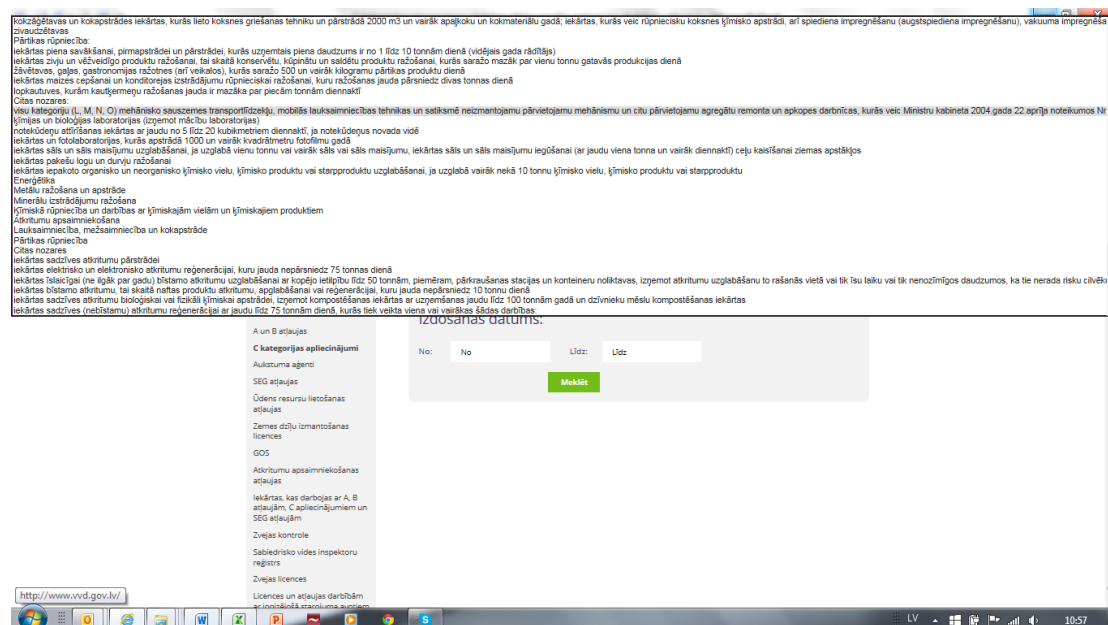 kokzāģētavas un kokapstrādes iekārtas, kurās lieto koksnes griešanas tehniku un pārstrādā 2000 m3 un vairāk apaļkoku un kokmateriālu gadā; iekārtas, kurās veic rūpniecisku koksnes ķīmisko apstrādi, arī spiediena impregnēšanu (augstspiediena impregnēšanu), vakuuma impregnēša
zivaudzētavas
Pārtikas rūpniecība:
iekārtas piena savākšanai, pirmapstrādei un pārstrādei, kurās uzņemtais piena daudzums ir no 1 līdz 10 tonnām dienā (vidējais gada rādītājs)
iekārtas zivju un vēžveidīgo produktu ražošanai, tai skaitā konservētu, kūpinātu un saldētu produktu ražošanai, kurās saražo mazāk par vienu tonnu gatavās produkcijas dienā
žāvētavas, gaļas, gastronomijas ražotnes (arī veikalos), kurās saražo 500 un vairāk kilogramu pārtikas produktu dienā
iekārtas maizes cepšanai un konditorejas izstrādājumu rūpnieciskai ražošanai, kuru ražošanas jauda pārsniedz divas tonnas dienā
lopkautuves, kurām kautķermeņu ražošanas jauda ir mazāka par piecām tonnām diennaktī
Citas nozares:
visu kategoriju (L, M, N, O) mehānisko sauszemes transportlīdzekļu, mobilās lauksaimniecības tehnikas un satiksmē neizmantojamu pārvietojamu mehānismu un citu pārvietojamu agregātu remonta un apkopes darbnīcas, kurās veic Ministru kabineta 2004.gada 22.aprīļa noteikumos Nr
ķīmijas un bioloģijas laboratorijas (izņemot mācību laboratorijas)
notekūdeņu attīrīšanas iekārtas ar jaudu no 5 līdz 20 kubikmetriem diennaktī, ja notekūdeņus novada vidē
iekārtas un fotolaboratorijas, kurās apstrādā 1000 un vairāk kvadrātmetru fotofilmu gadā
iekārtas sāls un sāls maisījumu uzglabāšanai, ja uzglabā vienu tonnu vai vairāk sāls vai sāls maisījumu, iekārtas sāls un sāls maisījumu iegūšanai (ar jaudu viena tonna un vairāk diennaktī) ceļu kaisīšanai ziemas apstākļos
iekārtas pakešu logu un durvju ražošanai
iekārtas iepakoto organisko un neorganisko ķīmisko vielu, ķīmisko produktu vai starpproduktu uzglabāšanai, ja uzglabā vairāk nekā 10 tonnu ķīmisko vielu, ķīmisko produktu vai starpproduktu
Enerģētika
Metālu ražošana un apstrāde
Minerālu izstrādājumu ražošana
Ķīmiskā rūpniecība un darbības ar ķīmiskajām vielām un ķīmiskajiem produktiem
Atkritumu apsaimniekošana
Lauksaimniecība, mežsaimniecība un kokapstrāde
Pārtikas rūpniecība
Citas nozares
iekārtas sadzīves atkritumu pārstrādei
iekārtas elektrisko un elektronisko atkritumu reģenerācijai, kuru jauda nepārsniedz 75 tonnas dienā
iekārtas īslaicīgai (ne ilgāk par gadu) bīstamo atkritumu uzglabāšanai ar kopējo ietilpību līdz 50 tonnām, piemēram, pārkraušanas stacijas un konteineru noliktavas, izņemot atkritumu uzglabāšanu to rašanās vietā vai tik īsu laiku vai tik nenozīmīgos daudzumos, ka tie nerada risku cilvēku
iekārtas bīstamo atkritumu, tai skaitā naftas produktu atkritumu, apglabāšanai vai reģenerācijai, kuru jauda nepārsniedz 10 tonnu dienā
iekārtas sadzīves atkritumu bioloģiskai vai fizikāli ķīmiskai apstrādei, izņemot kompostēšanas iekārtas ar uzņemšanas jaudu līdz 100 tonnām gadā un dzīvnieku mēslu kompostēšanas iekārtas
iekārtas sadzīves (nebīstamu) atkritumu reģenerācijai ar jaudu līdz 75 tonnām dienā, kurās tiek veikta viena vai vairākas šādas darbības:
Izdošanas datums:
No: No Līdz: Līdz
Meklēt
A un B atļaujas
C kategorijas apliecinājumi
Aukstuma aģenti
SEG atļaujas
Ūdens resursu lietošanas
atļaujas
Zemes dzīļu izmantošanas
licences
GOS
Atkritumu apsaimniekošanas
atļaujas
Iekārtas, kas darbojas ar A, B
atļaujām, C apliecinājumiem un
SEG atļaujām
Zvejas kontrole
Sabiedrisko vides inspektoru
reģistrs
Zvejas licences
Licences un atļaujas darbībām
ar jonizējošā starojuma avotiem
http://www.vvd.gov.lv/
LV 10:57